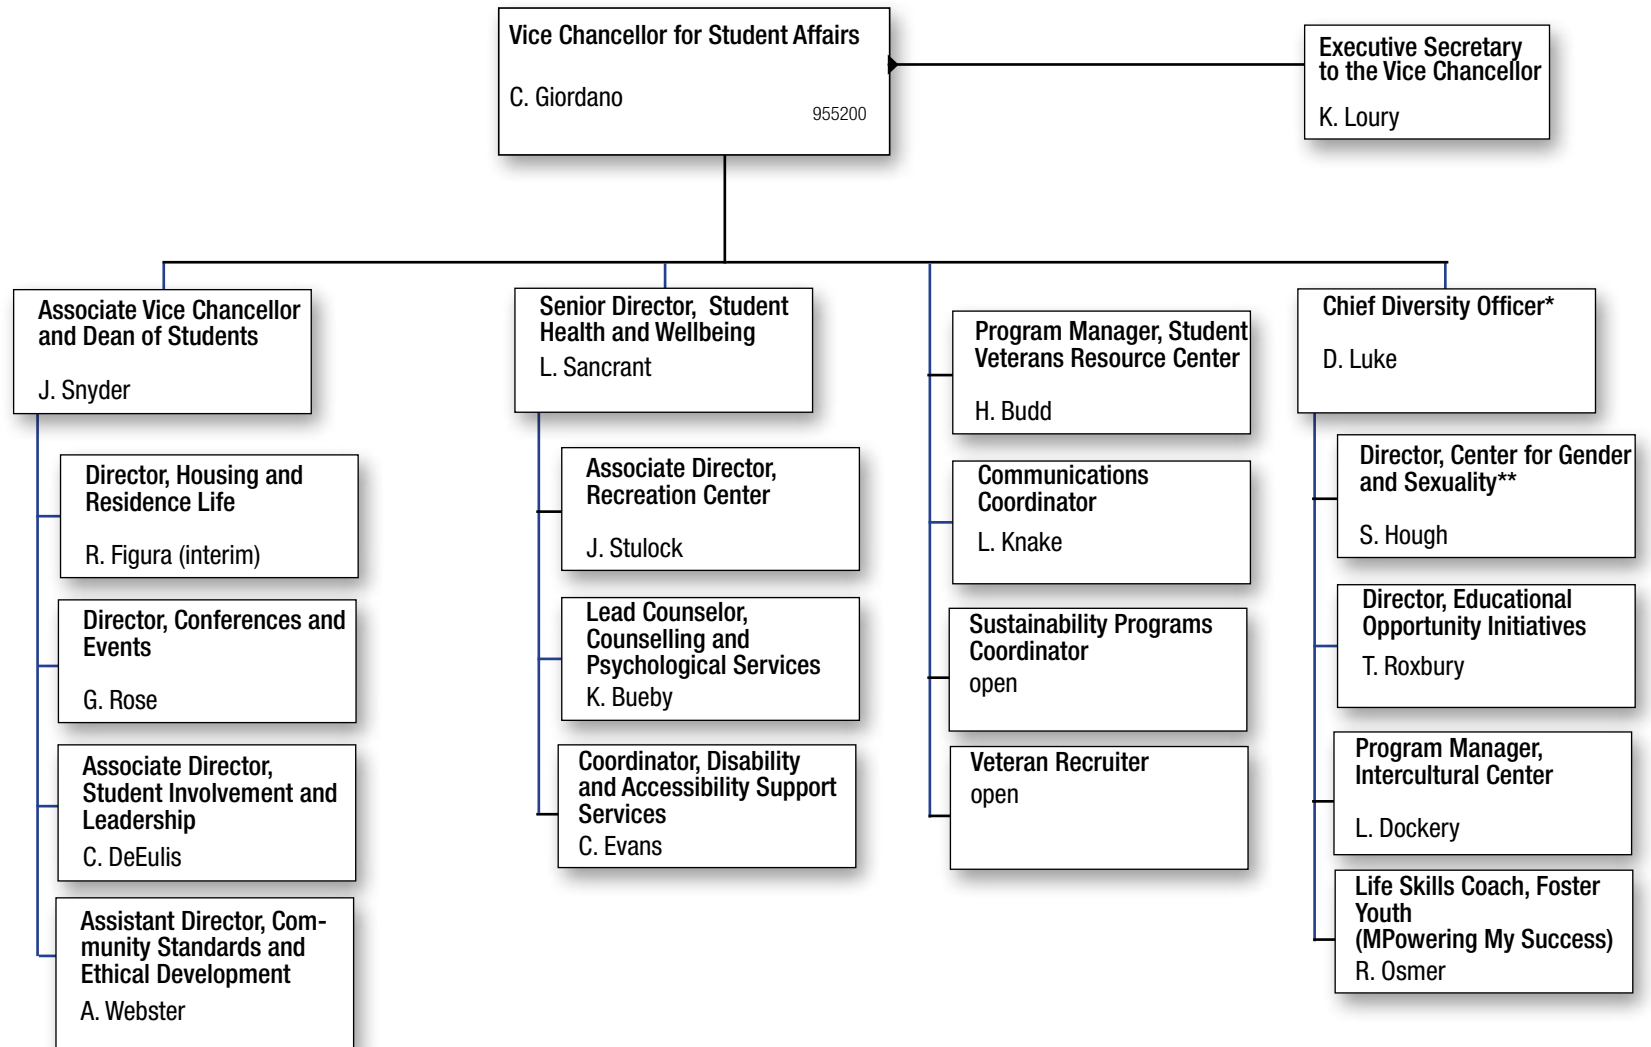 Vice Chancellor for Student Affairs
C. Giordano
955200
Executive Secretary
to the Vice Chancellor
K. Loury
Associate Vice Chancellor
and Dean of Students
J. Snyder
Director, Housing and
Residence Life
R. Figura (interim)
Director, Conferences and
Events
G. Rose
Associate Director,
Student Involvement and
Leadership
C. DeEulis
Assistant Director, Com-
munity Standards and
Ethical Development
A. Webster
Senior Director, Student
Health and Wellbeing
L. Sancrant
Associate Director,
Recreation Center
J. Stulock
Lead Counselor,
Counselling and
Psychological Services
K. Bueby
Coordinator, Disability
and Accessibility Support
Services
C. Evans
Program Manager, Student
Veterans Resource Center
H. Budd
Communications
Coordinator
L. Knake
Sustainability Programs
Coordinator
open
Veteran Recruiter
open
Chief Diversity Officer*
D. Luke
Director, Center for Gender
and Sexuality**
S. Hough
Director, Educational
Opportunity Initiatives
T. Roxbury
Program Manager,
Intercultural Center
L. Dockery
Life Skills Coach, Foster
Youth
(MPowering My Success)
R. Osmer